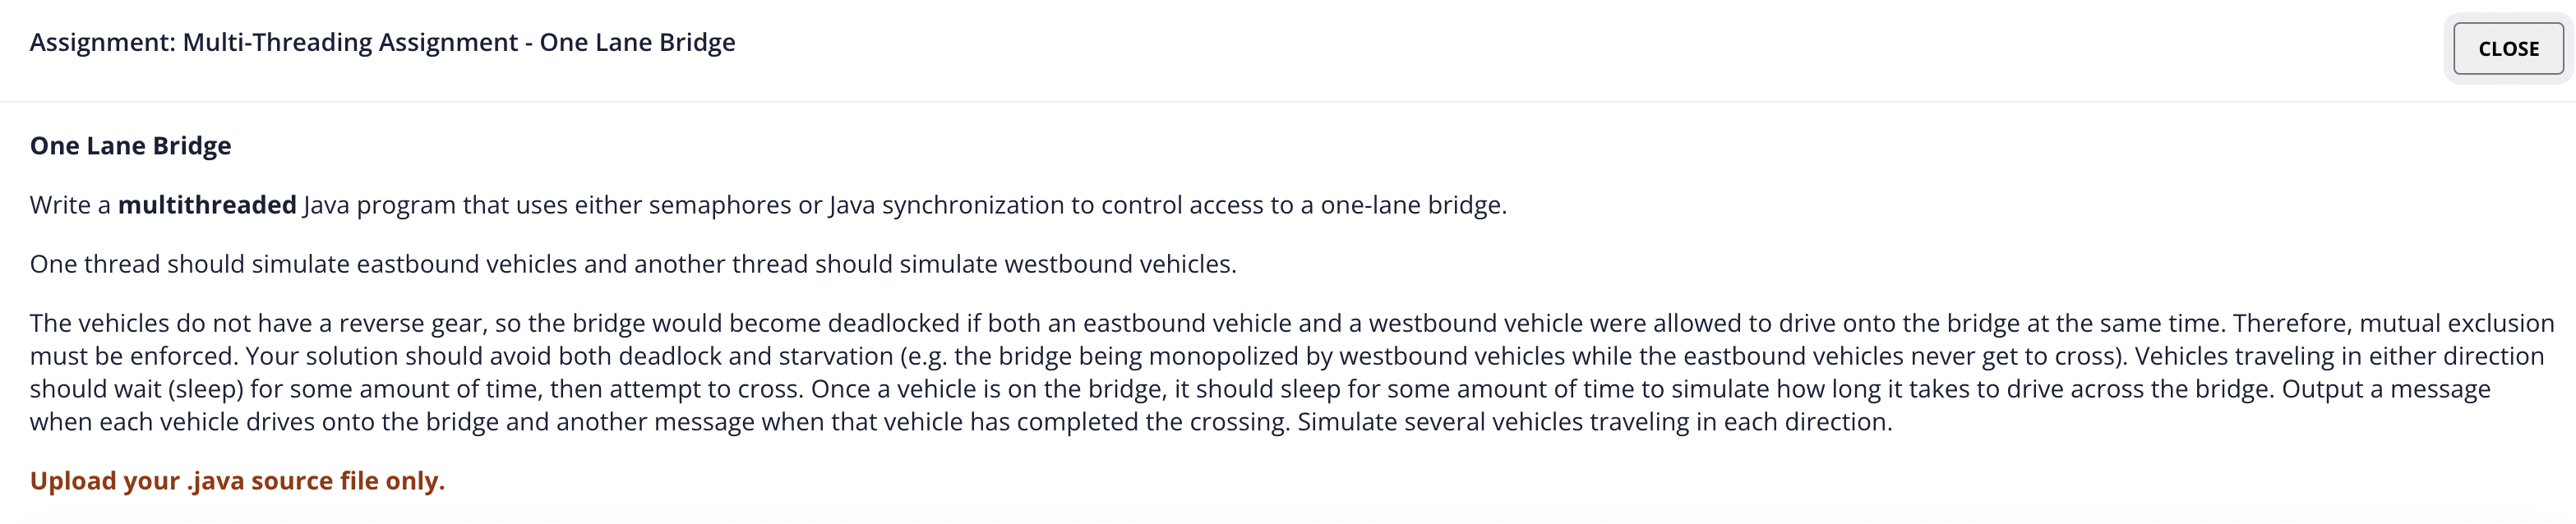 Assignment: Multi-Threading Assignment - One Lane Bridge
CLOSE
One Lane Bridge
Write a multithreaded Java program that uses either semaphores or Java synchronization to control access to a one-lane bridge.
One thread should simulate eastbound vehicles and another thread should simulate westbound vehicles.
The vehicles do not have a reverse gear, so the bridge would become deadlocked if both an eastbound vehicle and a westbound vehicle were allowed to drive onto the bridge at the same time. Therefore, mutual exclusion
must be enforced. Your solution should avoid both deadlock and starvation (e.g. the bridge being monopolized by westbound vehicles while the eastbound vehicles never get to cross). Vehicles traveling in either direction
should wait (sleep) for some amount of time, then attempt to cross. Once a vehicle is on the bridge, it should sleep for some amount of time to simulate how long it takes to drive across the bridge. Output a message
when each vehicle drives onto the bridge and another message when that vehicle has completed the crossing. Simulate several vehicles traveling in each direction.
Upload your .java source file only.